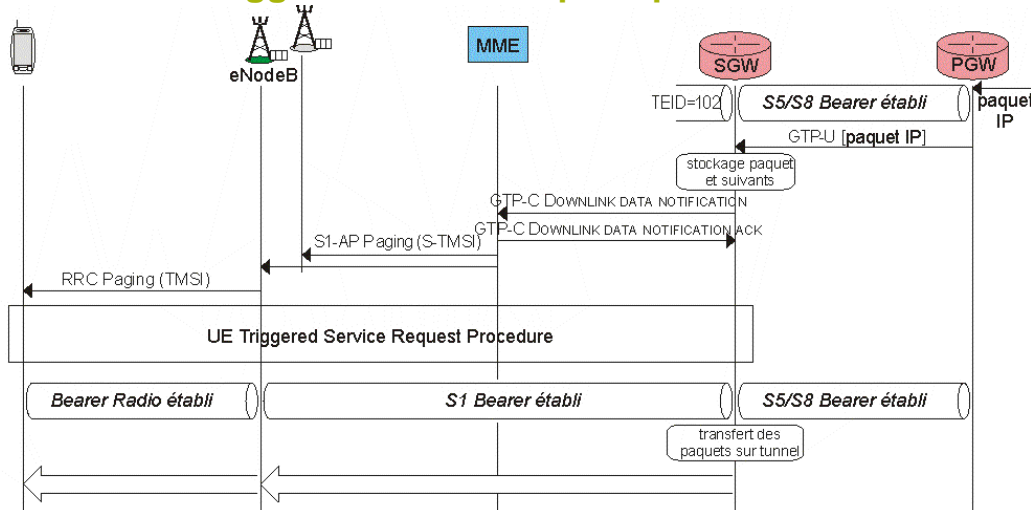 MME
SGW
PGW
eNodeB
TEID=102
S5/S8 Bearer établi
paquet
IP
GTP-U [paquet IP]
stockage paquet
et suivants
GTP-C DOWNLINK DATA NOTIFICATION
GTP-C DOWNLINK DATA NOTIFICATION ACK
S1-AP Paging (S-TMSI)
RRC Paging (TMSI)
UE Triggered Service Request Procedure
Bearer Radio établi
S1 Bearer établi
S5/S8 Bearer établi
transfert des
paquets sur tunnel